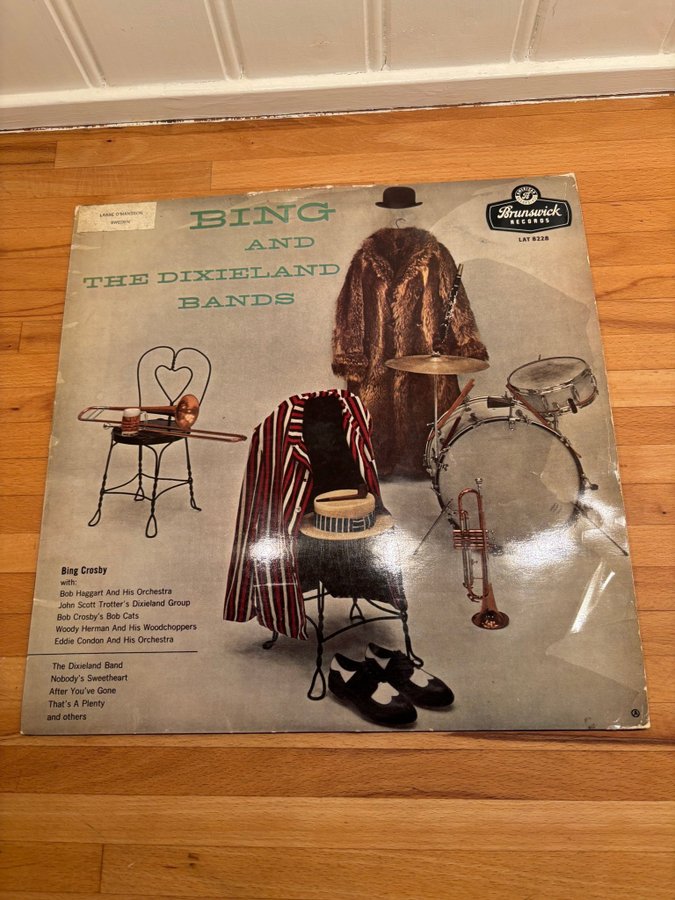 SWEDEN
BING
AND
THE DIXIELAND
BANDS
Brunswick
RECORDS
LAT 8228
Bing Crosby
with:
Bob Haggart And His Orchestra
John Scott Trotter's Dixieland Group
Bob Crosby's Bob Cats
Woody Herman And His Woodchoppers
Eddie Condon And His Orchestra
The Dixieland Band
Nobody's Sweetheart
After You've Gone
That's A Plenty
and others